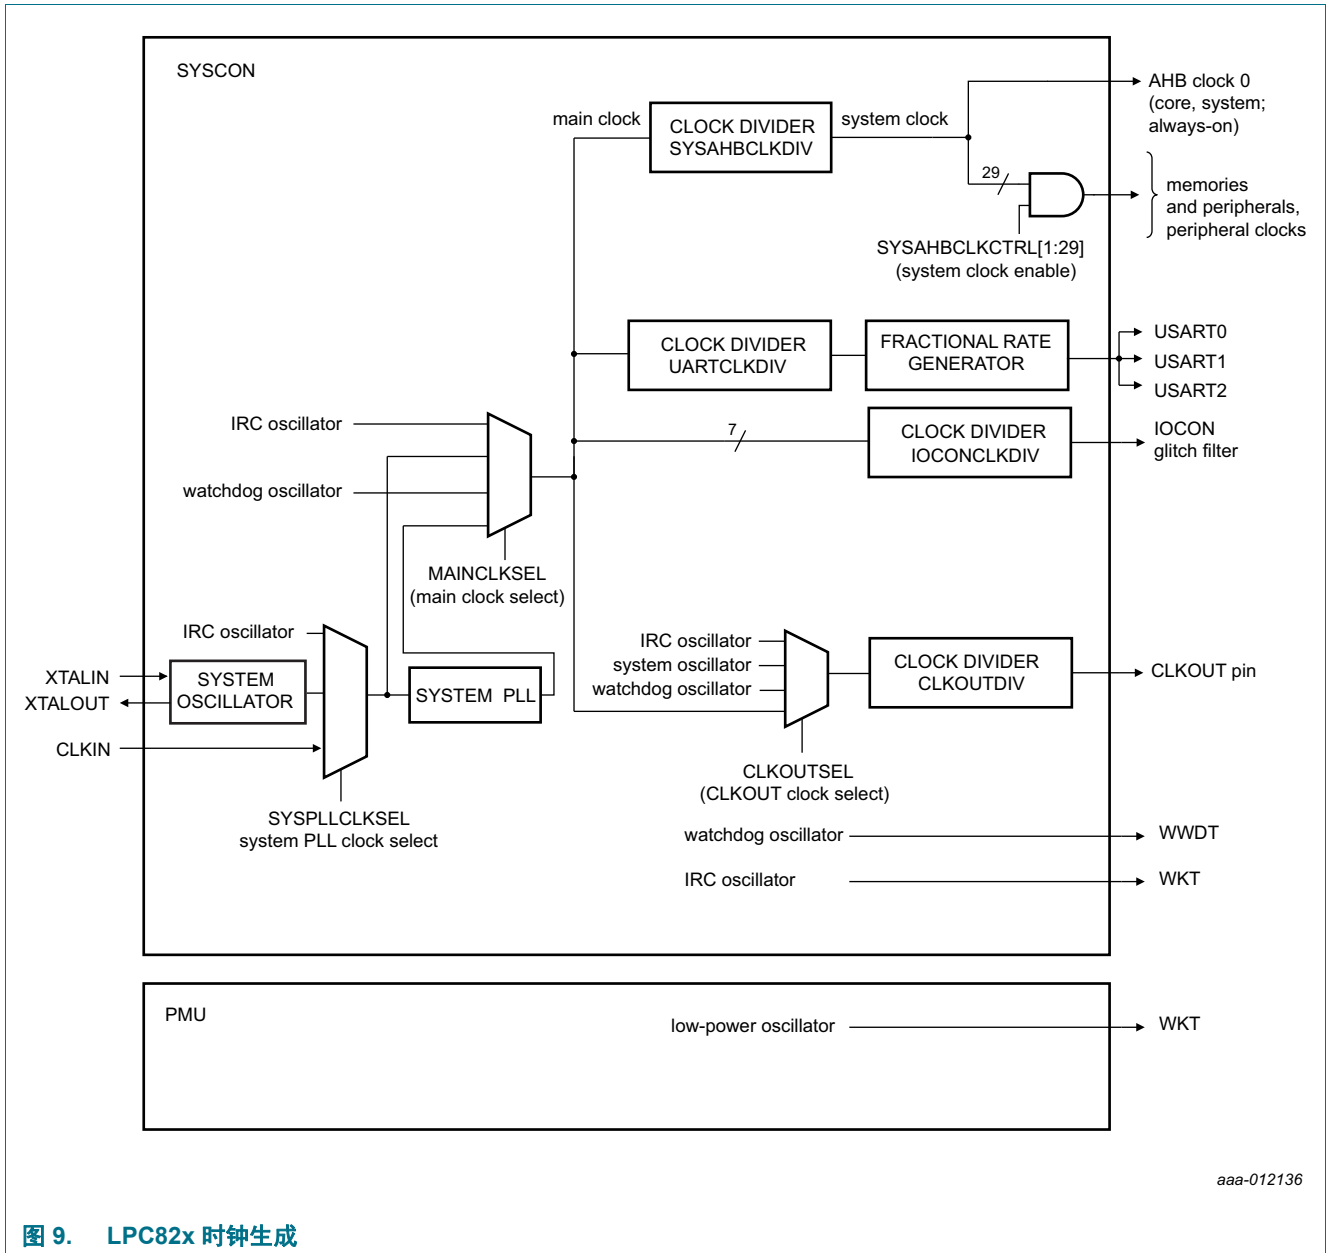 SYSCON
AHB clock 0
(core, system;
always-on)
main clock
CLOCK DIVIDER
SYSAHBCLKDIV
system clock
29
memories
and peripherals,
peripheral clocks
SYSAHBCLKCTRL[1:29]
(system clock enable)
CLOCK DIVIDER
UARTCLKDIV
FRACTIONAL RATE
GENERATOR
USART0
USART1
USART2
IRC oscillator
7
CLOCK DIVIDER
IOCONCLKDIV
IOCON
glitch filter
watchdog oscillator
MAINCLKSEL
(main clock select)
IRC oscillator
XTALIN
XTALOUT
SYSTEM
OSCILLATOR
SYSTEM PLL
CLKIN
SYSPLLCLKSEL
system PLL clock select
IRC oscillator
system oscillator
watchdog oscillator
CLOCK DIVIDER
CLKOUTDIV
CLKOUT pin
CLKOUTSEL
(CLKOUT clock select)
watchdog oscillator
WWDT
IRC oscillator
WKT
PMU
low-power oscillator
WKT
aaa-012136
图 9. LPC82x 时钟生成